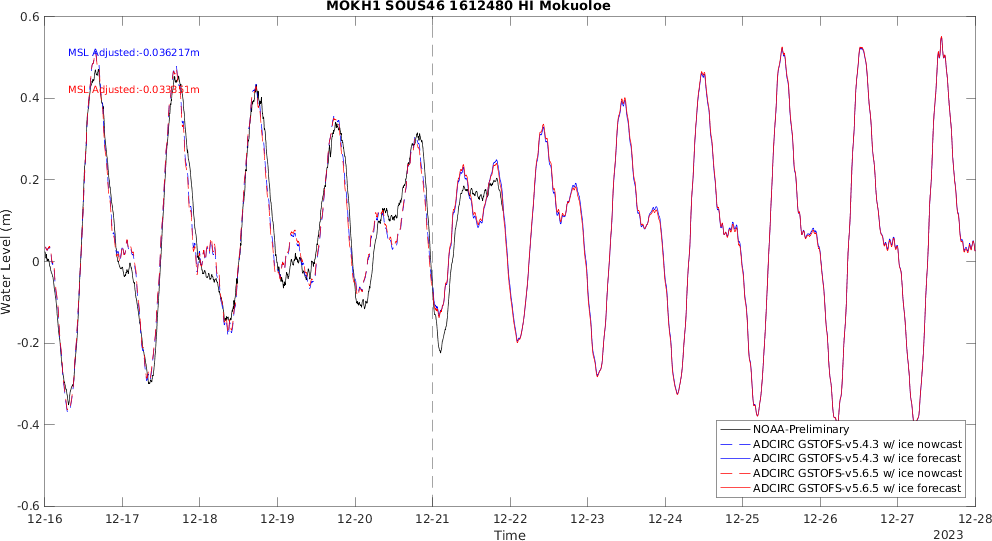 MOKH1 SOUS46 1612480 HI Mokuoloe
0.6
MSL Adjusted:-0.036217m
MSL Adjusted:-0.033351m
0.4
0.2
0
-0.2
-0.4
-0.6
Water Level (m)
NOAA-Preliminary
ADCIRC GSTOFS-v5.4.3 w/ ice nowcast
ADCIRC GSTOFS-v5.4.3 w/ ice forecast
ADCIRC GSTOFS-v5.6.5 w/ ice nowcast
ADCIRC GSTOFS-v5.6.5 w/ ice forecast
12-16 12-17 12-18 12-19 12-20 12-21 12-22 12-23 12-24 12-25 12-26 12-27 12-28
Time
2023